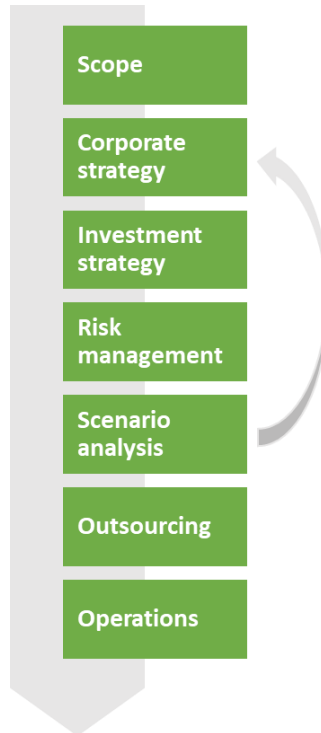 Scope
Corporate
strategy
Investment
strategy
Risk
management
Scenario
analysis
Outsourcing
Operations